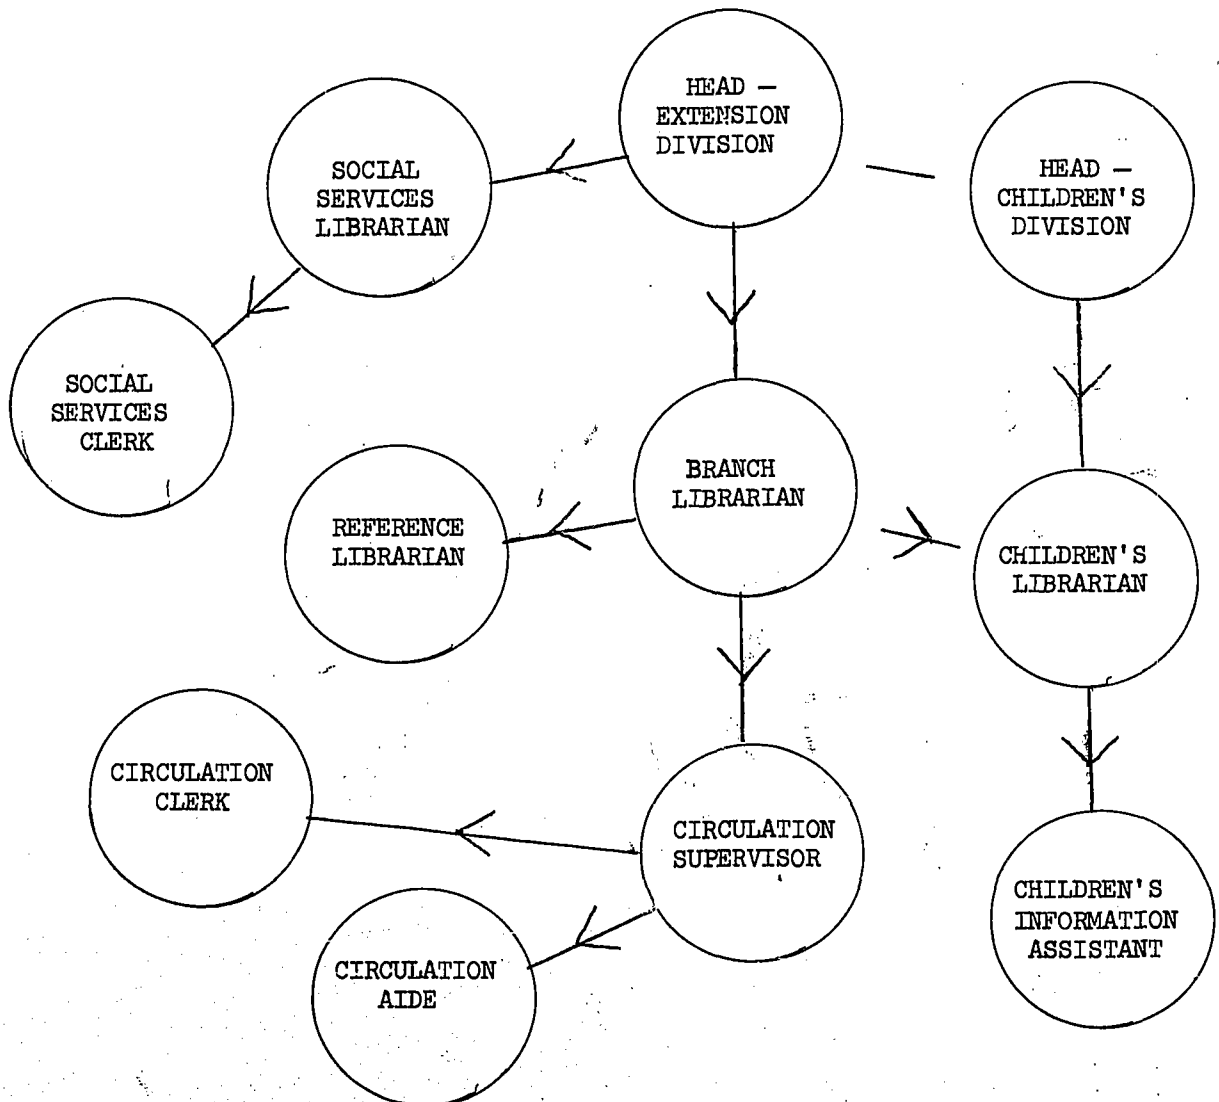 HEAD —
EXTENSION
DIVISION
SOCIAL
SERVICES
LIBRARIAN
HEAD —
CHILDREN'S
DIVISION
SOCIAL
SERVICES
CLERK
BRANCH
LIBRARIAN
REFERENCE
LIBRARIAN
CHILDREN'S
LIBRARIAN
CIRCULATION
CLERK
CIRCULATION
SUPERVISOR
CHILDREN'S
INFORMATION
ASSISTANT
CIRCULATION
AIDE